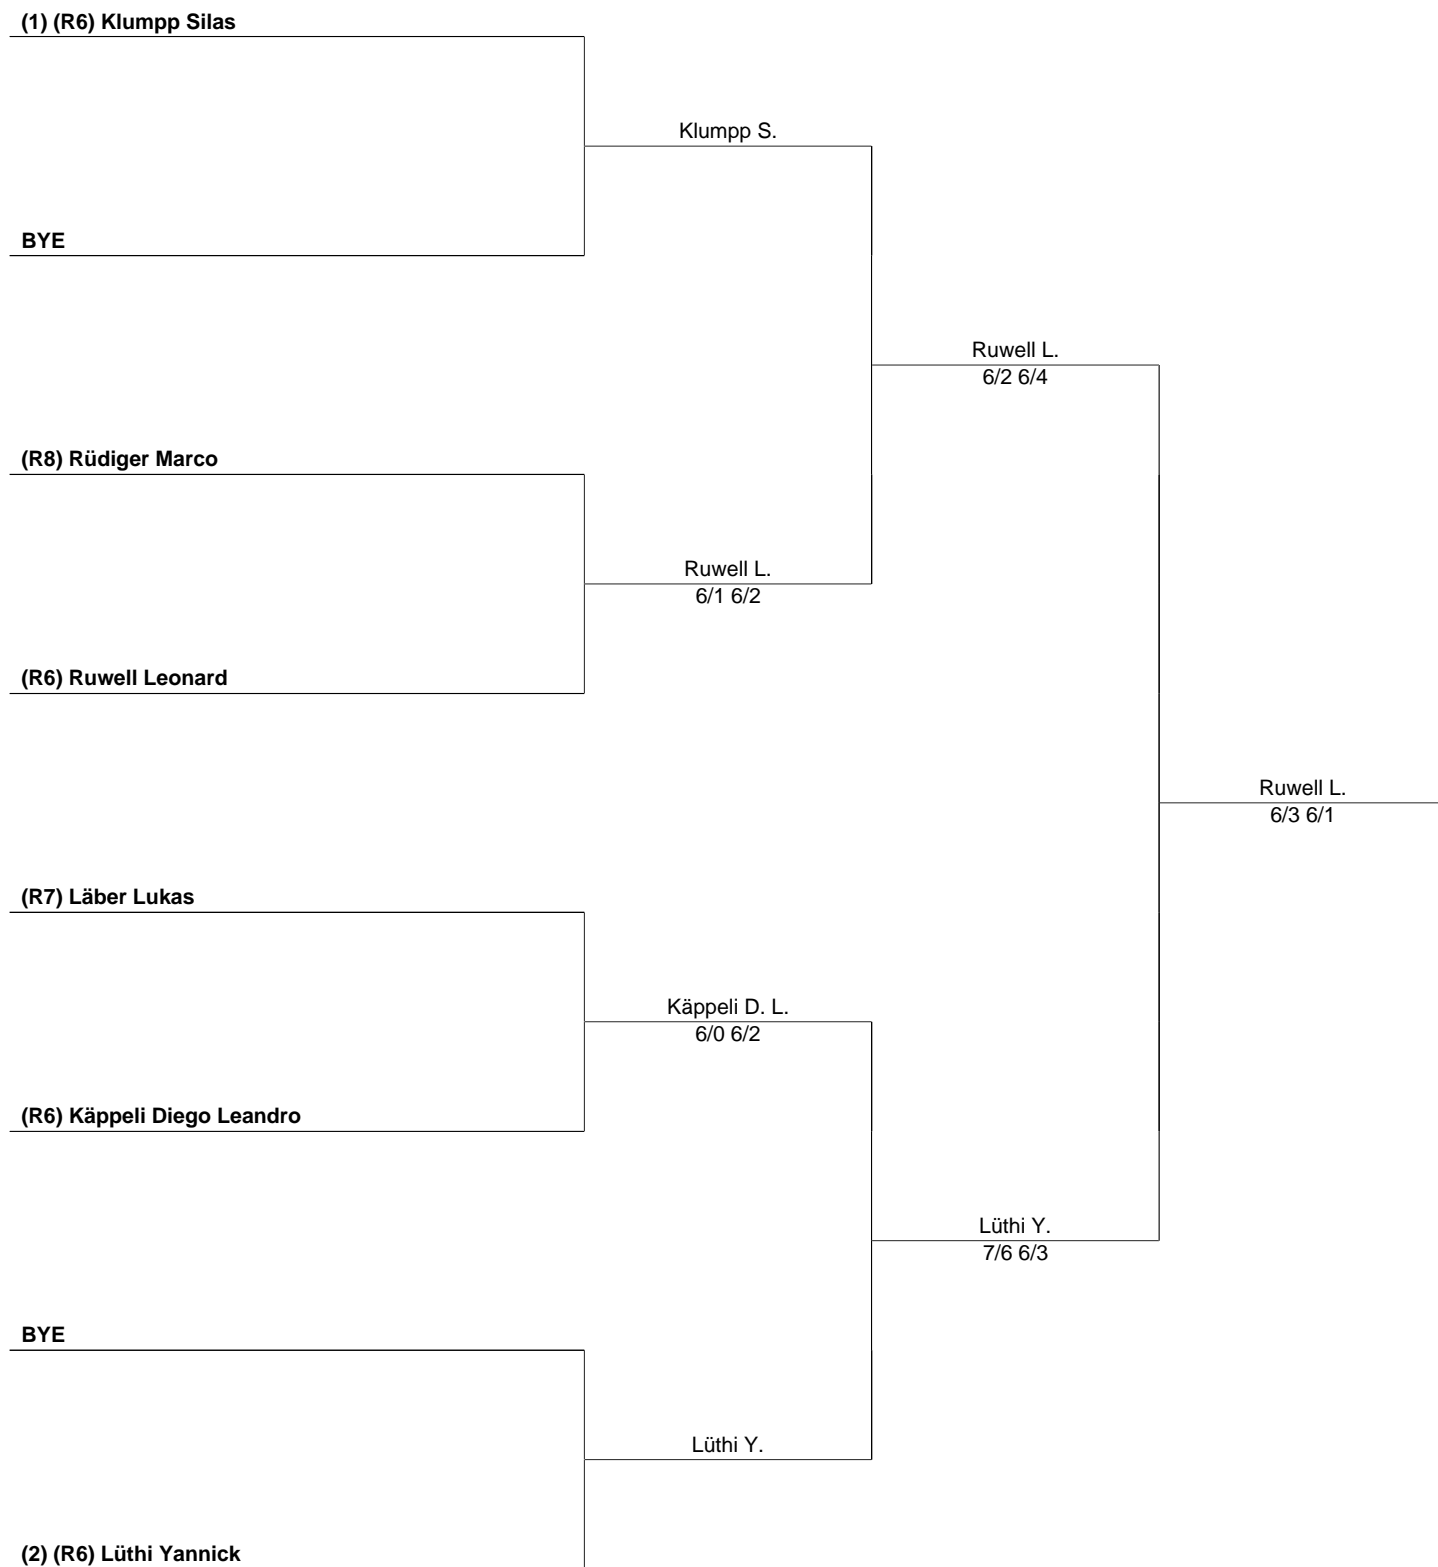 (1) (R6) Klumpp Silas
Klumpp S.
BYE
Ruwell L.
6/2 6/4
(R8) Rüdiger Marco
Ruwell L.
6/1 6/2
(R6) Ruwell Leonard
Ruwell L.
6/3 6/1
(R7) Läber Lukas
Käppeli D. L.
6/0 6/2
(R6) Käppeli Diego Leandro
Lüthi Y.
7/6 6/3
BYE
Lüthi Y.
(2) (R6) Lüthi Yannick